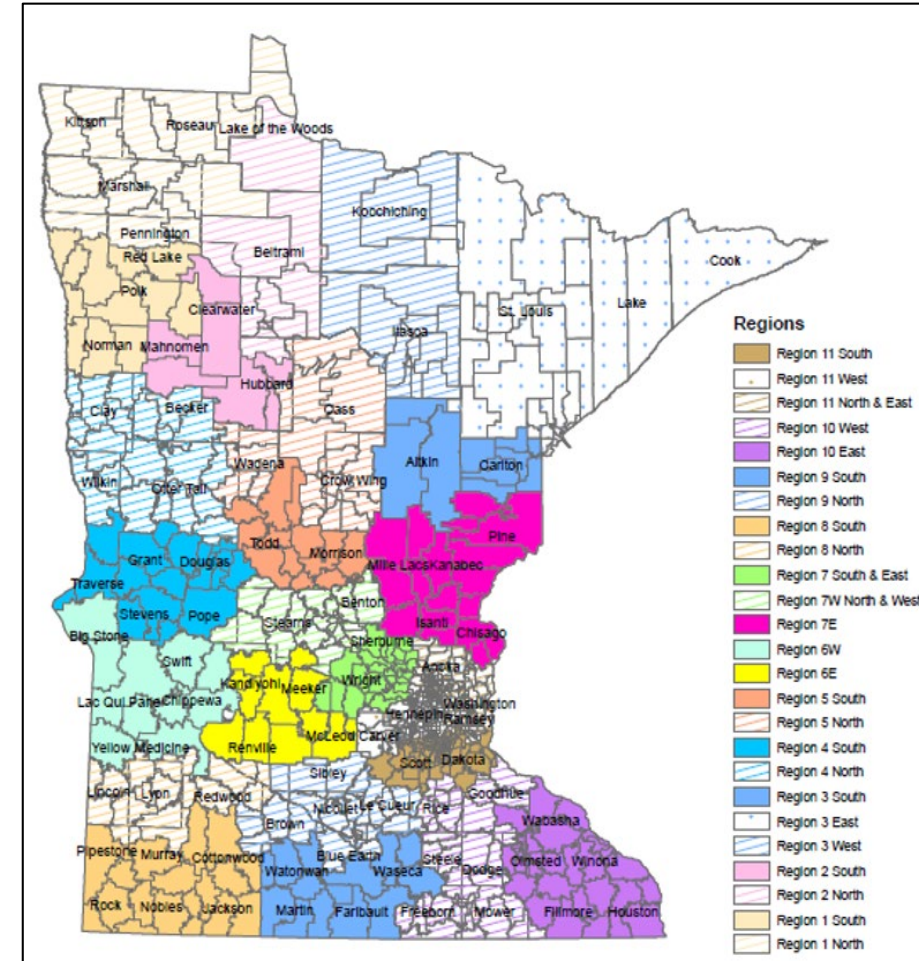 Kittson
Roseau
Lake of the Woods
Marshall
Koochiching
Pennington
Beltrami
Red Lake
Cook
Polk
Clearwater
St. Louis
Lake
Itasca
Norman
Mahnomen
Hubbard
Cass
Clay
Becker
Wadena
Aitkin
Carlton
Wilkin
Otter Tail
Crow Wing
Pine
Todd
Morrison
Grant
Douglas
Mille Lacs
Kanabec
Traverse
Benton
Stevens
Pope
Stearns
Isanti
Chisago
Big Stone
Sherburne
Swift
Anoka
Kandiyohi
Meeker
Wright
Washington
Lac Qui Parle
Chippewa
Hennepin
Ramsey
McLeod
Carver
Yellow Medicine
Renville
Scott
Dakota
Sibley
Lincoln
Lyon
Redwood
Goodhue
Nicollet
Le Sueur
Rice
Wabasha
Brown
Pipestone
Murray
Cottonwood
Blue Earth
Steele
Olmsted
Winona
Watonwan
Waseca
Dodge
Rock
Nobles
Jackson
Martin
Faribault
Freeborn
Mower
Fillmore
Houston
Regions
Region 11 South
Region 11 West
Region 11 North & East
Region 10 West
Region 10 East
Region 9 South
Region 9 North
Region 8 South
Region 8 North
Region 7 South & East
Region 7W North & West
Region 7E
Region 6W
Region 6E
Region 5 South
Region 5 North
Region 4 South
Region 4 North
Region 3 South
Region 3 East
Region 3 West
Region 2 South
Region 2 North
Region 1 South
Region 1 North